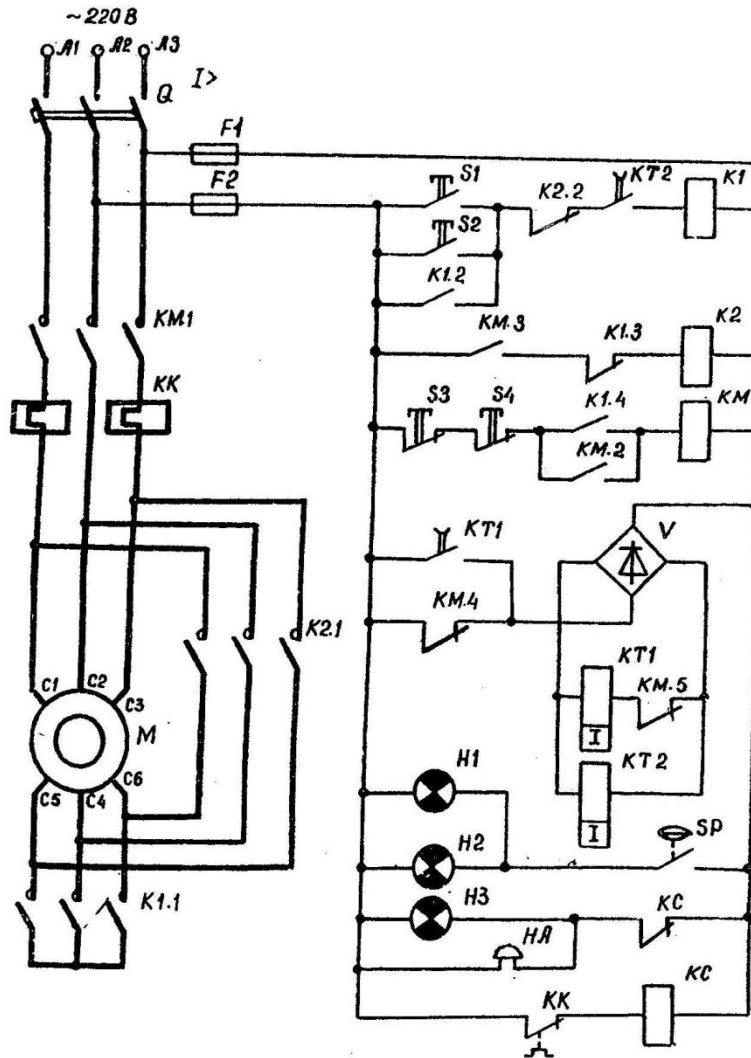 ~220 В
Л1 Л2 Л3
Q I>
F1
F2
S1
K2.2
KT2
K1
S2
K1.2
KM.1
KM.3
K1.3
K2
KK
S3
S4
K1.4
KM
KM.2
KT1
V
KM.4
K2.1
KT1
KM.5
I
C1
C2
C3
M
KT2
C5
C4
C6
I
H1
SP
H2
K1.1
H3
KC
HA
KK
KC